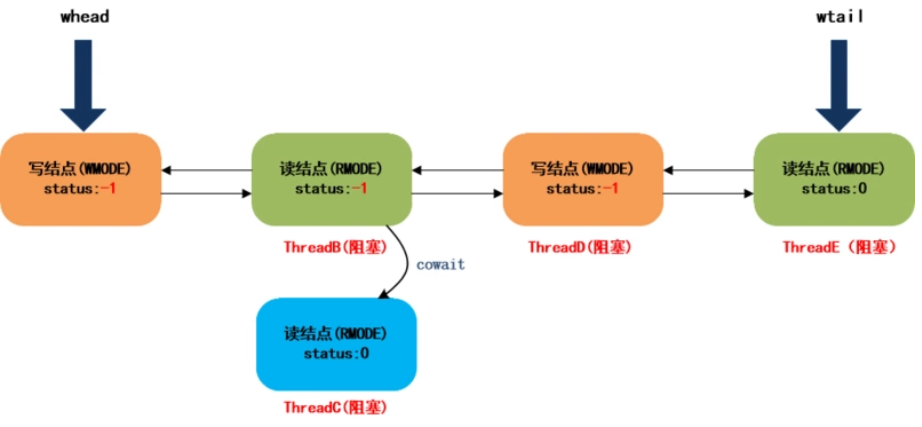 whead
wtail
写结点(WMODE)
status:-1
读结点(RMODE)
status:-1
写结点(WMODE)
status:-1
读结点(RMODE)
status:0
ThreadB(阻塞)
ThreadD(阻塞)
ThreadE（阻塞）
cowait
读结点(RMODE)
status:0
ThreadC(阻塞)